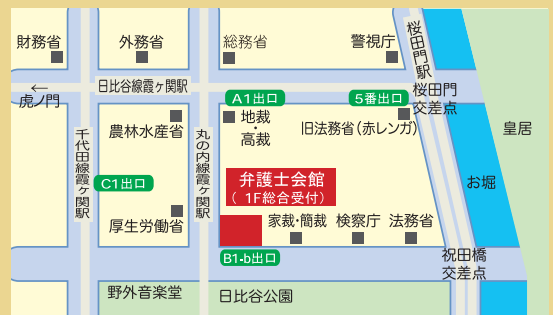 財務省
外務省
総務省
警視庁
桜田門駅
←
虎ノ門
日比谷線霞ヶ関駅
A1出口
5番出口
桜田門
交差点
皇居
千代田線霞ヶ関駅
農林水産省
丸の内線霞ヶ関駅
地裁
・
高裁
旧法務省(赤レンガ)
C1出口
弁護士会館
( 1F総合受付)
お堀
厚生労働省
家裁・簡裁
検察庁
法務省
B1-b出口
祝田橋
交差点
野外音楽堂
日比谷公園